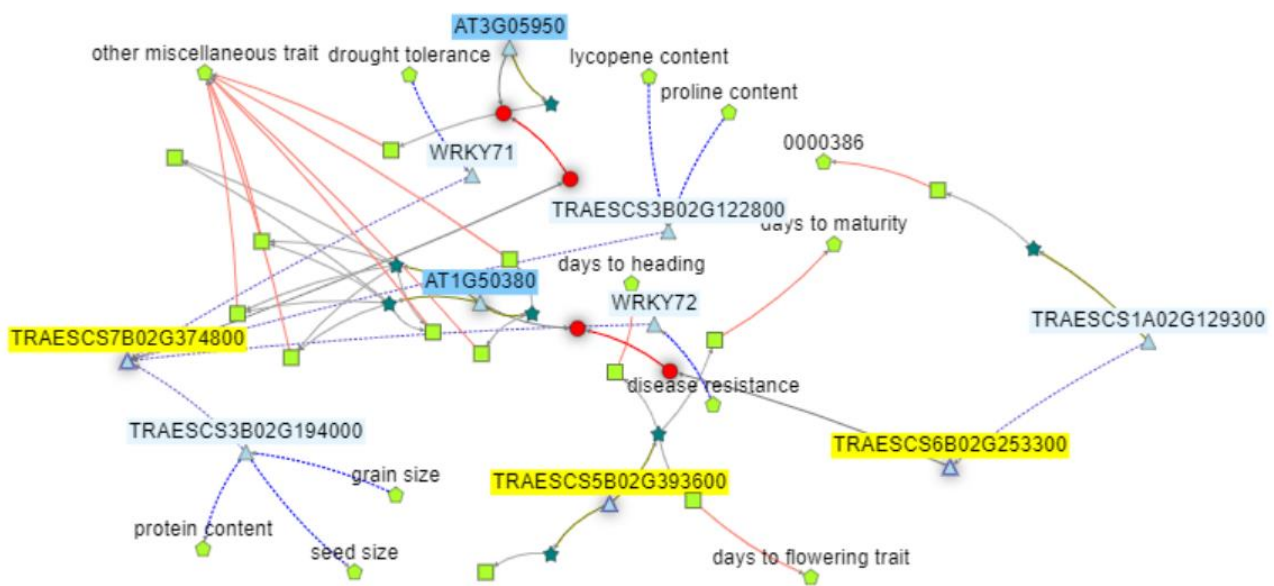 AT3G05950
other miscellaneous trait
drought tolerance
lycopene content
proline content
0000386
WRKY71
TRAESCS3B02G122800
days to maturity
days to heading
AT1G50380
WRKY72
TRAESCS1A02G129300
TRAESCS7B02G374800
disease resistance
TRAESCS3B02G194000
TRAESCS6B02G253300
grain size
TRAESCS5B02G393600
protein content
seed size
days to flowering trait